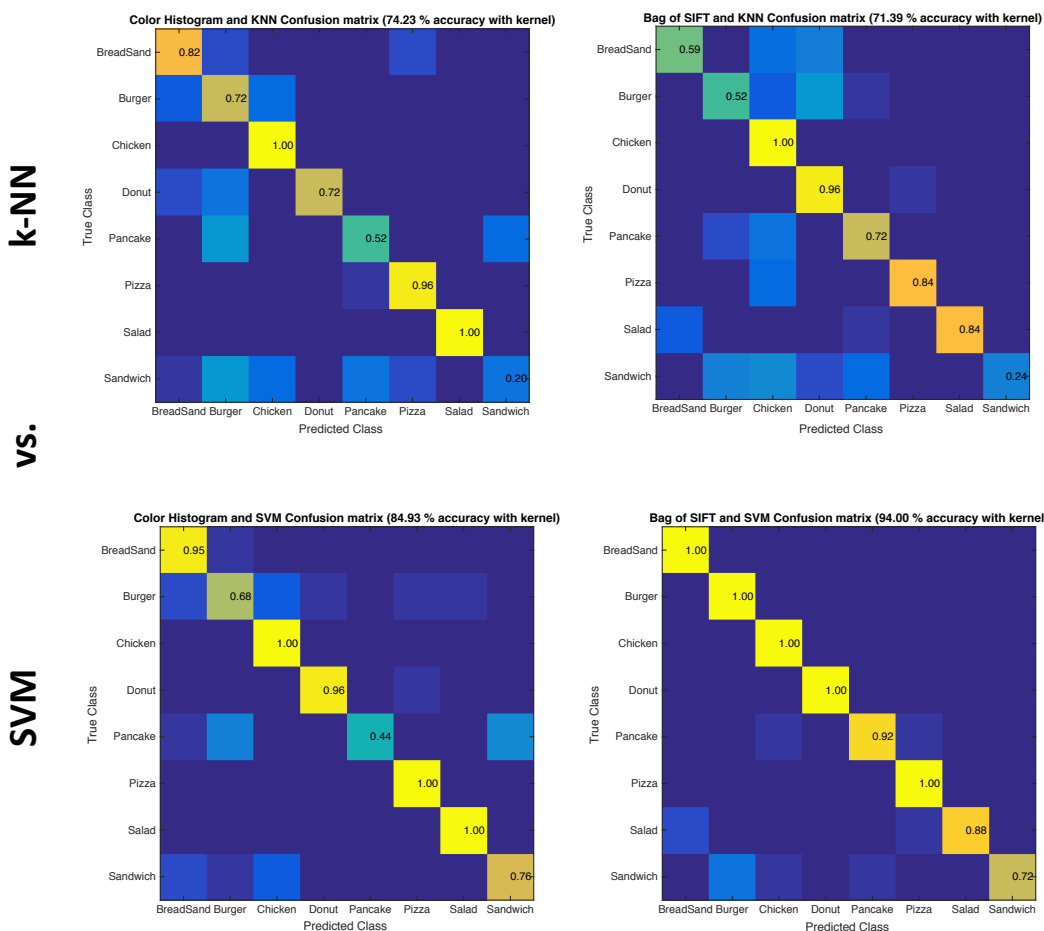 k-NN
vs.
SVM
Color Histogram and KNN Confusion matrix (74.23 % accuracy with kernel)
True Class
BreadSand
0.82
Burger
0.72
Chicken
1.00
Donut
0.72
Pancake
0.52
Pizza
0.96
Salad
1.00
Sandwich
0.20
BreadSand Burger Chicken Donut Pancake Pizza Salad Sandwich
Predicted Class
Bag of SIFT and KNN Confusion matrix (71.39 % accuracy with kernel)
True Class
BreadSand
0.59
Burger
0.52
Chicken
1.00
Donut
0.96
Pancake
0.72
Pizza
0.84
Salad
0.84
Sandwich
0.24
BreadSand Burger Chicken Donut Pancake Pizza Salad Sandwich
Predicted Class
Color Histogram and SVM Confusion matrix (84.93 % accuracy with kernel)
True Class
BreadSand
0.95
Burger
0.68
Chicken
1.00
Donut
0.96
Pancake
0.44
Pizza
1.00
Salad
1.00
Sandwich
0.76
BreadSand Burger Chicken Donut Pancake Pizza Salad Sandwich
Predicted Class
Bag of SIFT and SVM Confusion matrix (94.00 % accuracy with kernel
True Class
BreadSand
1.00
Burger
1.00
Chicken
1.00
Donut
1.00
Pancake
0.92
Pizza
1.00
Salad
0.88
Sandwich
0.72
BreadSand Burger Chicken Donut Pancake Pizza Salad Sandwich
Predicted Class